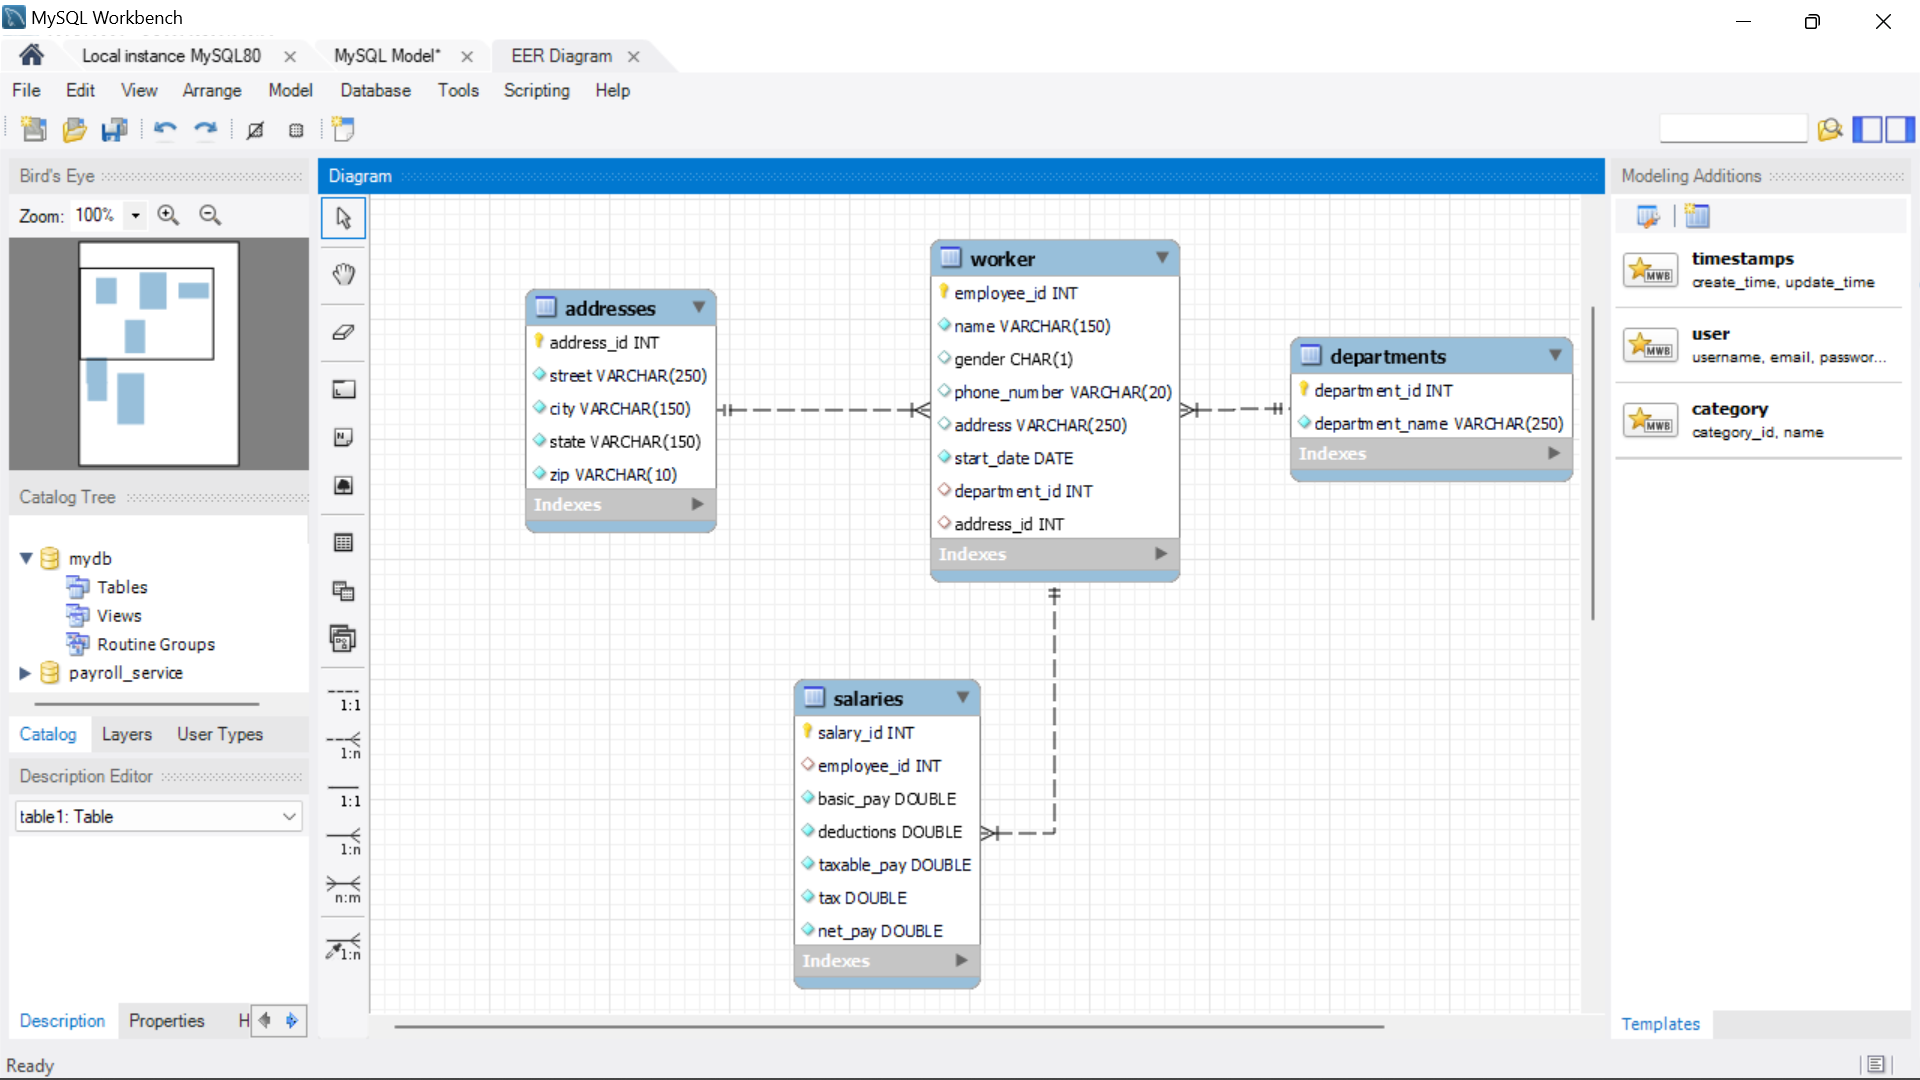 MySQL Workbench
Local instance MySQL80
MySQL Model*
EER Diagram
File Edit View Arrange Model Database Tools Scripting Help
Bird's Eye
Zoom: 100%
Catalog Tree
mydb
Tables
Views
Routine Groups
payroll_service
Catalog Layers User Types
Description Editor
table1: Table
Description Properties H
Ready
Diagram
1:1
1:n
1:1
1:n
n:m
1:n
addresses
address_id INT
street VARCHAR(250)
city VARCHAR(150)
state VARCHAR(150)
zip VARCHAR(10)
Indexes
worker
employee_id INT
name VARCHAR(150)
gender CHAR(1)
phone_number VARCHAR(20)
address VARCHAR(250)
start_date DATE
department_id INT
address_id INT
Indexes
departments
department_id INT
department_name VARCHAR(250)
Indexes
salaries
salary_id INT
employee_id INT
basic_pay DOUBLE
deductions DOUBLE
taxable_pay DOUBLE
tax DOUBLE
net_pay DOUBLE
Indexes
Modeling Additions
MWB
timestamps
create_time, update_time
MWB
user
username, email, passwor...
MWB
category
category_id, name
Templates